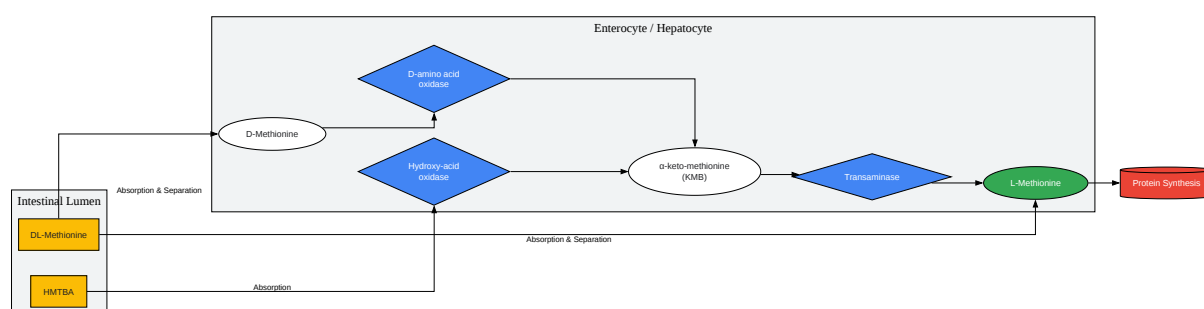 Enterocyte / Hepatocyte
D-amino acid
oxidase
D-Methionine
Hydroxy-acid
oxidase
α-keto-methionine
(KMB)
Transaminase
L-Methionine
Protein Synthesis
Absorption & Separation
Intestinal Lumen
DL-Methionine
Absorption & Separation
HMTBA
Absorption